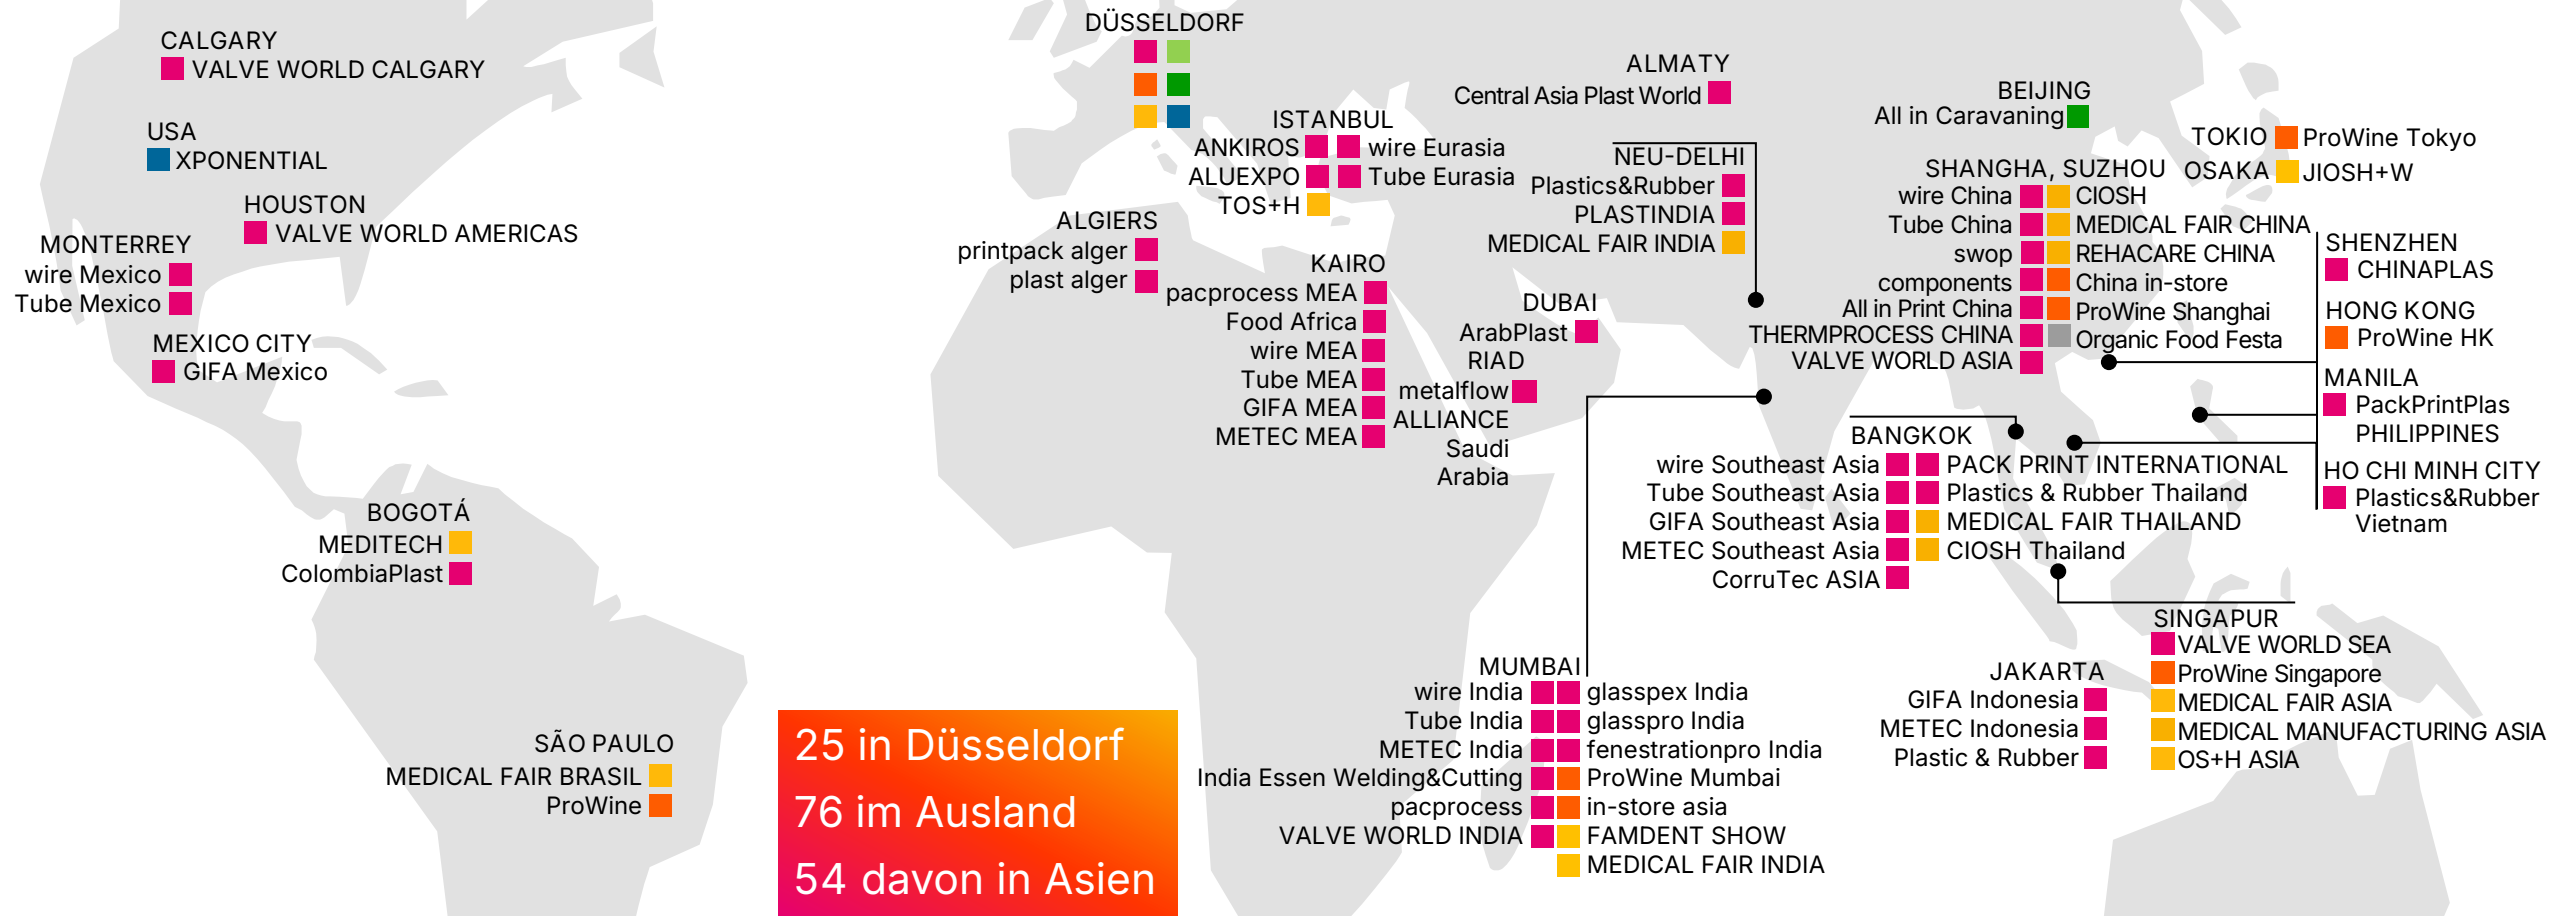 CALGARY
VALVE WORLD CALGARY
USA
XPONENTIAL
HOUSTON
VALVE WORLD AMERICAS
MONTERREY
wire Mexico
Tube Mexico
MEXICO CITY
GIFA Mexico
BOGOTÁ
MEDITECH
ColombiaPlast
SÃO PAULO
MEDICAL FAIR BRASIL
ProWine
25 in Düsseldorf
76 im Ausland
54 davon in Asien
DÜSSELDORF
ISTANBUL
ANKIROS wire Eurasia
ALUEXPO Tube Eurasia
TOS+H
ALGIERS
printpack alger
plast alger
KAIRO
pacprocess MEA
Food Africa
wire MEA
Tube MEA
GIFA MEA
METEC MEA
ALMATY
Central Asia Plast World
NEU-DELHI
Plastics&Rubber
PLASTINDIA
MEDICAL FAIR INDIA
DUBAI
ArabPlast
RIAD
metalflow
ALLIANCE
Saudi
Arabia
MUMBAI
wire India glasspex India
Tube India glasspro India
METEC India fenestrationpro India
India Essen Welding&Cutting ProWine Mumbai
pacprocess in-store asia
VALVE WORLD INDIA FAMDENT SHOW
MEDICAL FAIR INDIA
BEIJING
All in Caravaning
TOKIO ProWine Tokyo
OSAKA JIOSH+W
SHANGHA, SUZHOU
wire China CIOSH
Tube China MEDICAL FAIR CHINA
swop REHACARE CHINA
components China in-store
All in Print China ProWine Shanghai
THERMPROCESS CHINA Organic Food Festa
VALVE WORLD ASIA
SHENZHEN
CHINAPLAS
HONG KONG
ProWine HK
MANILA
PackPrintPlas
PHILIPPINES
HO CHI MINH CITY
Plastics&Rubber
Vietnam
BANGKOK
wire Southeast Asia PACK PRINT INTERNATIONAL
Tube Southeast Asia Plastics & Rubber Thailand
GIFA Southeast Asia MEDICAL FAIR THAILAND
METEC Southeast Asia CIOSH Thailand
CorruTec ASIA
SINGAPUR
VALVE WORLD SEA
ProWine Singapore
MEDICAL FAIR ASIA
MEDICAL MANUFACTURING ASIA
OS+H ASIA
JAKARTA
GIFA Indonesia
METEC Indonesia
Plastic & Rubber